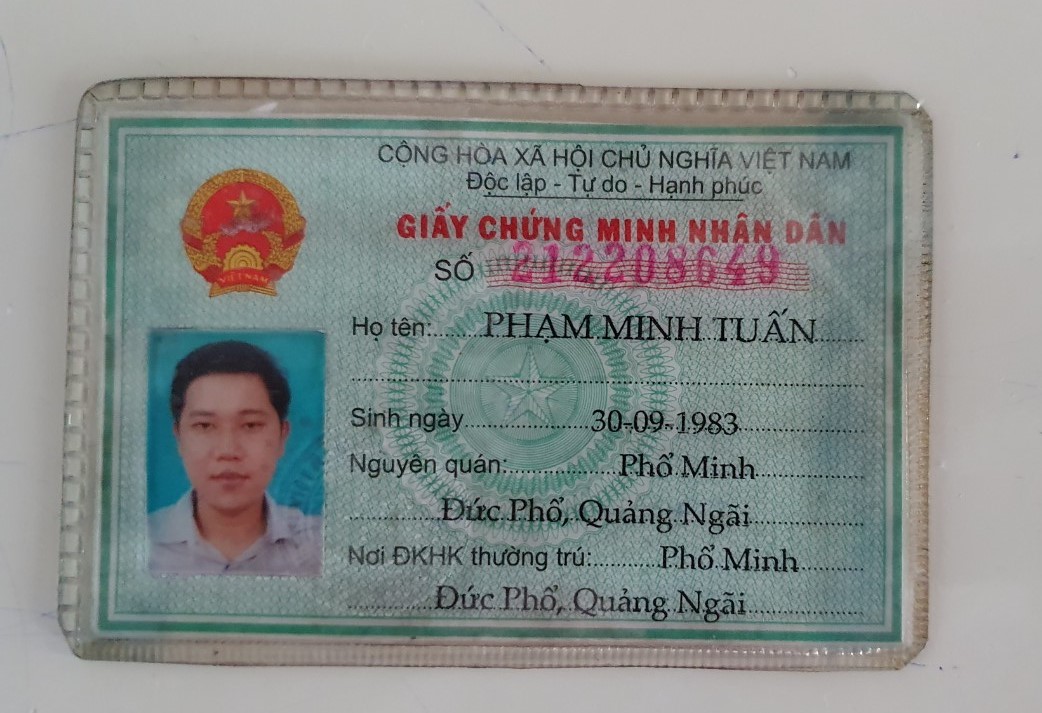 CỘNG HÒA XÃ HỘI CHỦ NGHĨA VIỆT NAM
Độc lập - Tự do - Hạnh phúc
GIẤY CHỨNG MINH NHÂN DÂN
SỐ 212208649
VIỆT NAM
Họ tên: PHẠM MINH TUẤN
Sinh ngày 30-09-1983
Nguyên quán: Phổ Minh
Đức Phổ, Quảng Ngãi
Nơi ĐKHK thường trú: Phổ Minh
Đức Phổ, Quảng Ngãi